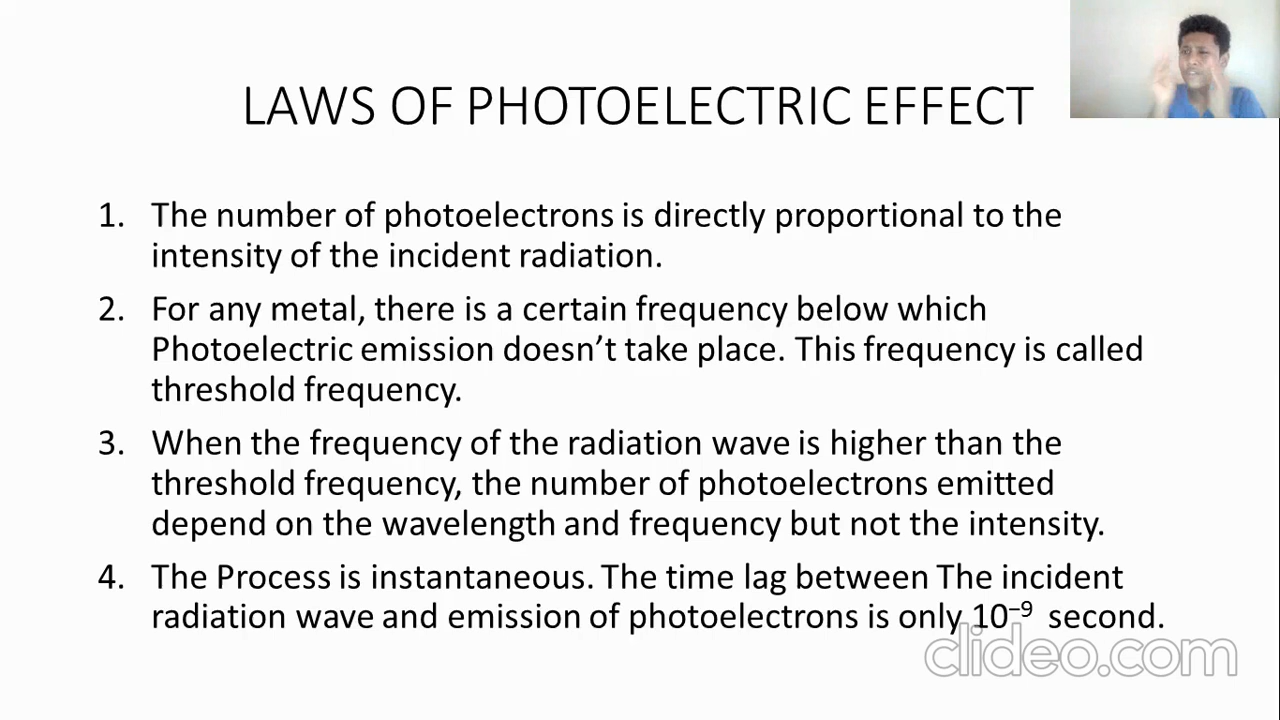 LAWS OF PHOTOELECTRIC EFFECT
1. The number of photoelectrons is directly proportional to the
intensity of the incident radiation.
2. For any metal, there is a certain frequency below which
Photoelectric emission doesn’t take place. This frequency is called
threshold frequency.
3. When the frequency of the radiation wave is higher than the
threshold frequency, the number of photoelectrons emitted
depend on the wavelength and frequency but not the intensity.
4. The Process is instantaneous. The time lag between The incident
radiation wave and emission of photoelectrons is only 10⁻⁹ second.
clideo.com